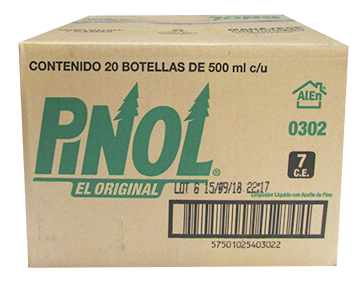 CONTENIDO 20 BOTELLAS DE 500 ml c/u
AlEn
0302
PINOL®
EL ORIGINAL
LOT 6 15/09/18 22:17
7
C.E.
Limpiador Líquido con Aceite de Pino
57501025403022